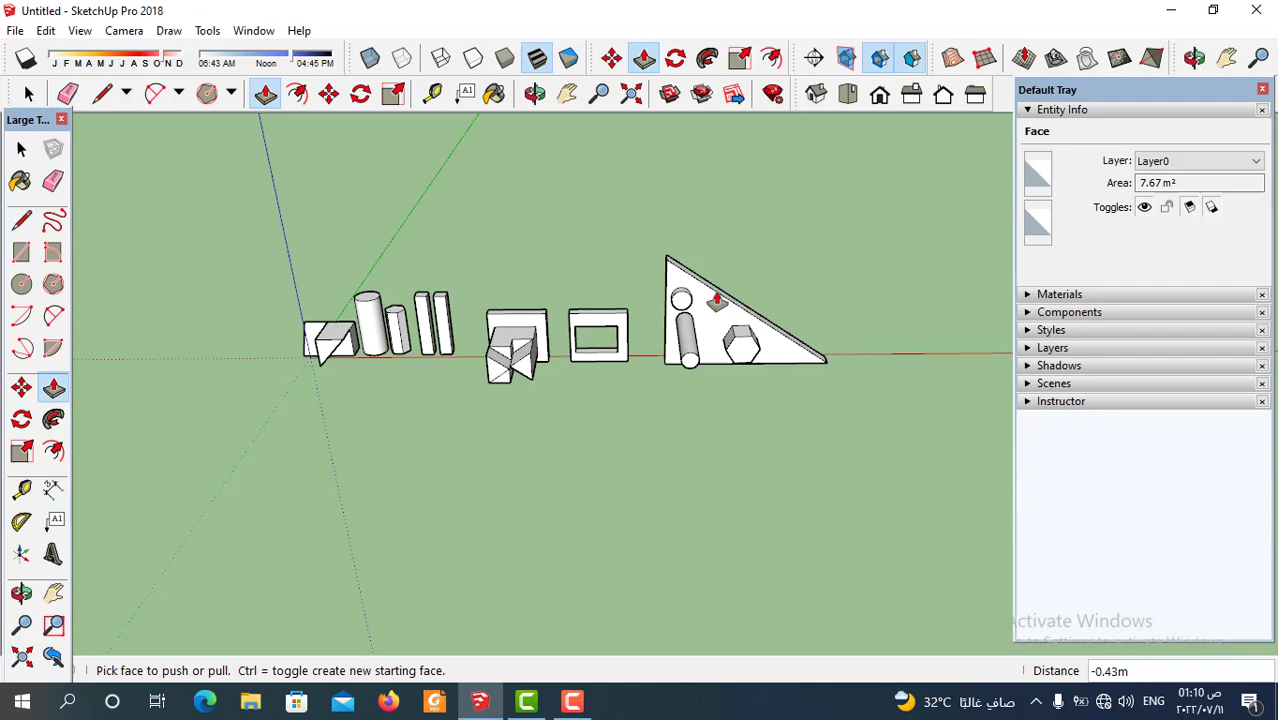 Untitled - SketchUp Pro 2018
File Edit View Camera Draw Tools Window Help
J F M A M J J A S O N D
06:43 AM Noon 04:45 PM
Large T...
Default Tray
Entity Info
Face
Layer: Layer0
Area: 7.67 m²
Toggles:
Materials
Components
Styles
Layers
Shadows
Scenes
Instructor
Activate Windows
Pick face to push or pull. Ctrl = toggle create new starting face.
Distance -0.43m
32°C صاف غالبًا
ENG
01:10 ص
٢٠٢٢/٠٧/١١